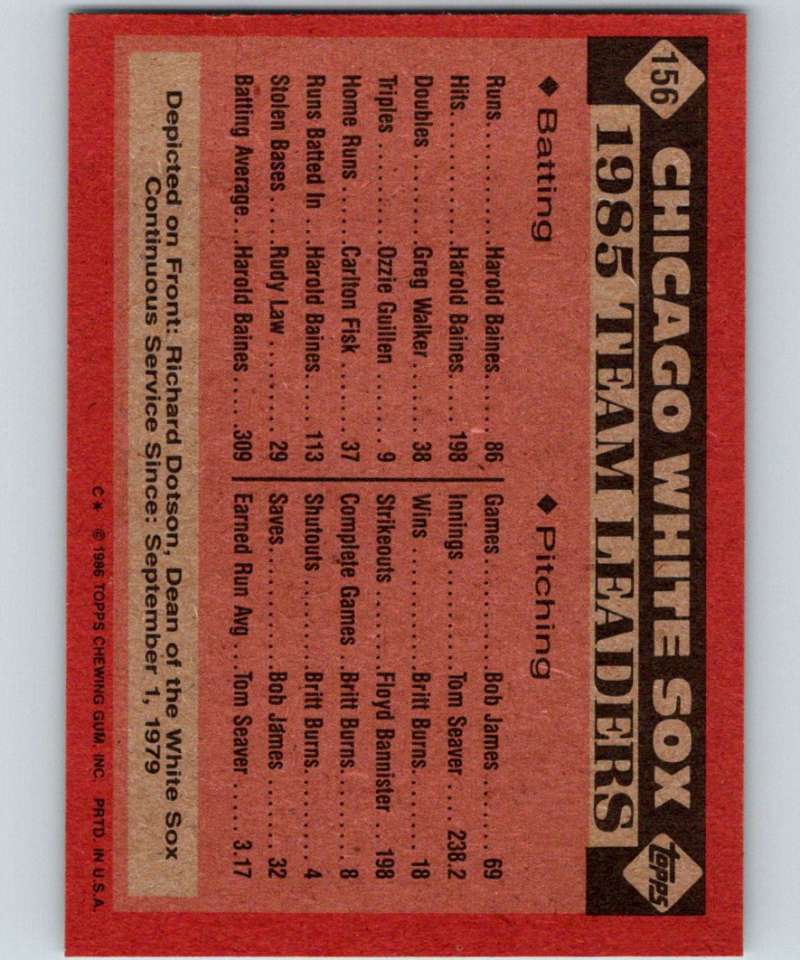 156 CHICAGO WHITE SOX topps
1985 TEAM LEADERS
◆ Batting
Runs...........Harold Baines..... 86
Hits............Harold Baines.... 198
Doubles........Greg Walker....... 38
Triples..........Ozzie Guillen....... 9
Home Runs .....Carlton Fisk ....... 37
Runs Batted In ...Harold Baines.... 113
Stolen Bases .....Rudy Law ......... 29
Batting Average...Harold Baines.... .309
◆ Pitching
Games............Bob James....... 69
Innings ..........Tom Seaver.... 238.2
Wins ............Britt Burns....... 18
Strikeouts.........Floyd Bannister ..198
Complete Games ..Britt Burns........ 8
Shutouts..........Britt Burns........ 4
Saves.............Bob James....... 32
Earned Run Avg ...Tom Seaver..... 3.17
Depicted on Front: Richard Dotson, Dean of the White Sox
Continuous Service Since: September 1, 1979
C* © 1986 TOPPS CHEWING GUM, INC. PRTD. IN U.S.A.